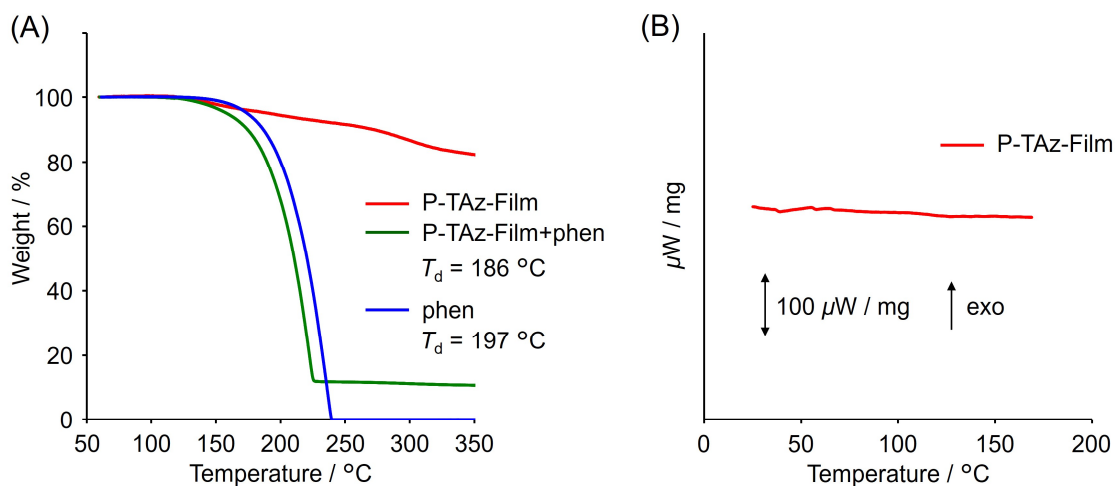 (A)
Weight / %
100
80
60
40
20
0
50 100 150 200 250 300 350
Temperature / °C
P-TAz-Film
P-TAz-Film+phen
Td = 186 °C
phen
Td = 197 °C
(B)
μW / mg
P-TAz-Film
100 μW / mg
exo
0 50 100 150 200
Temperature / °C